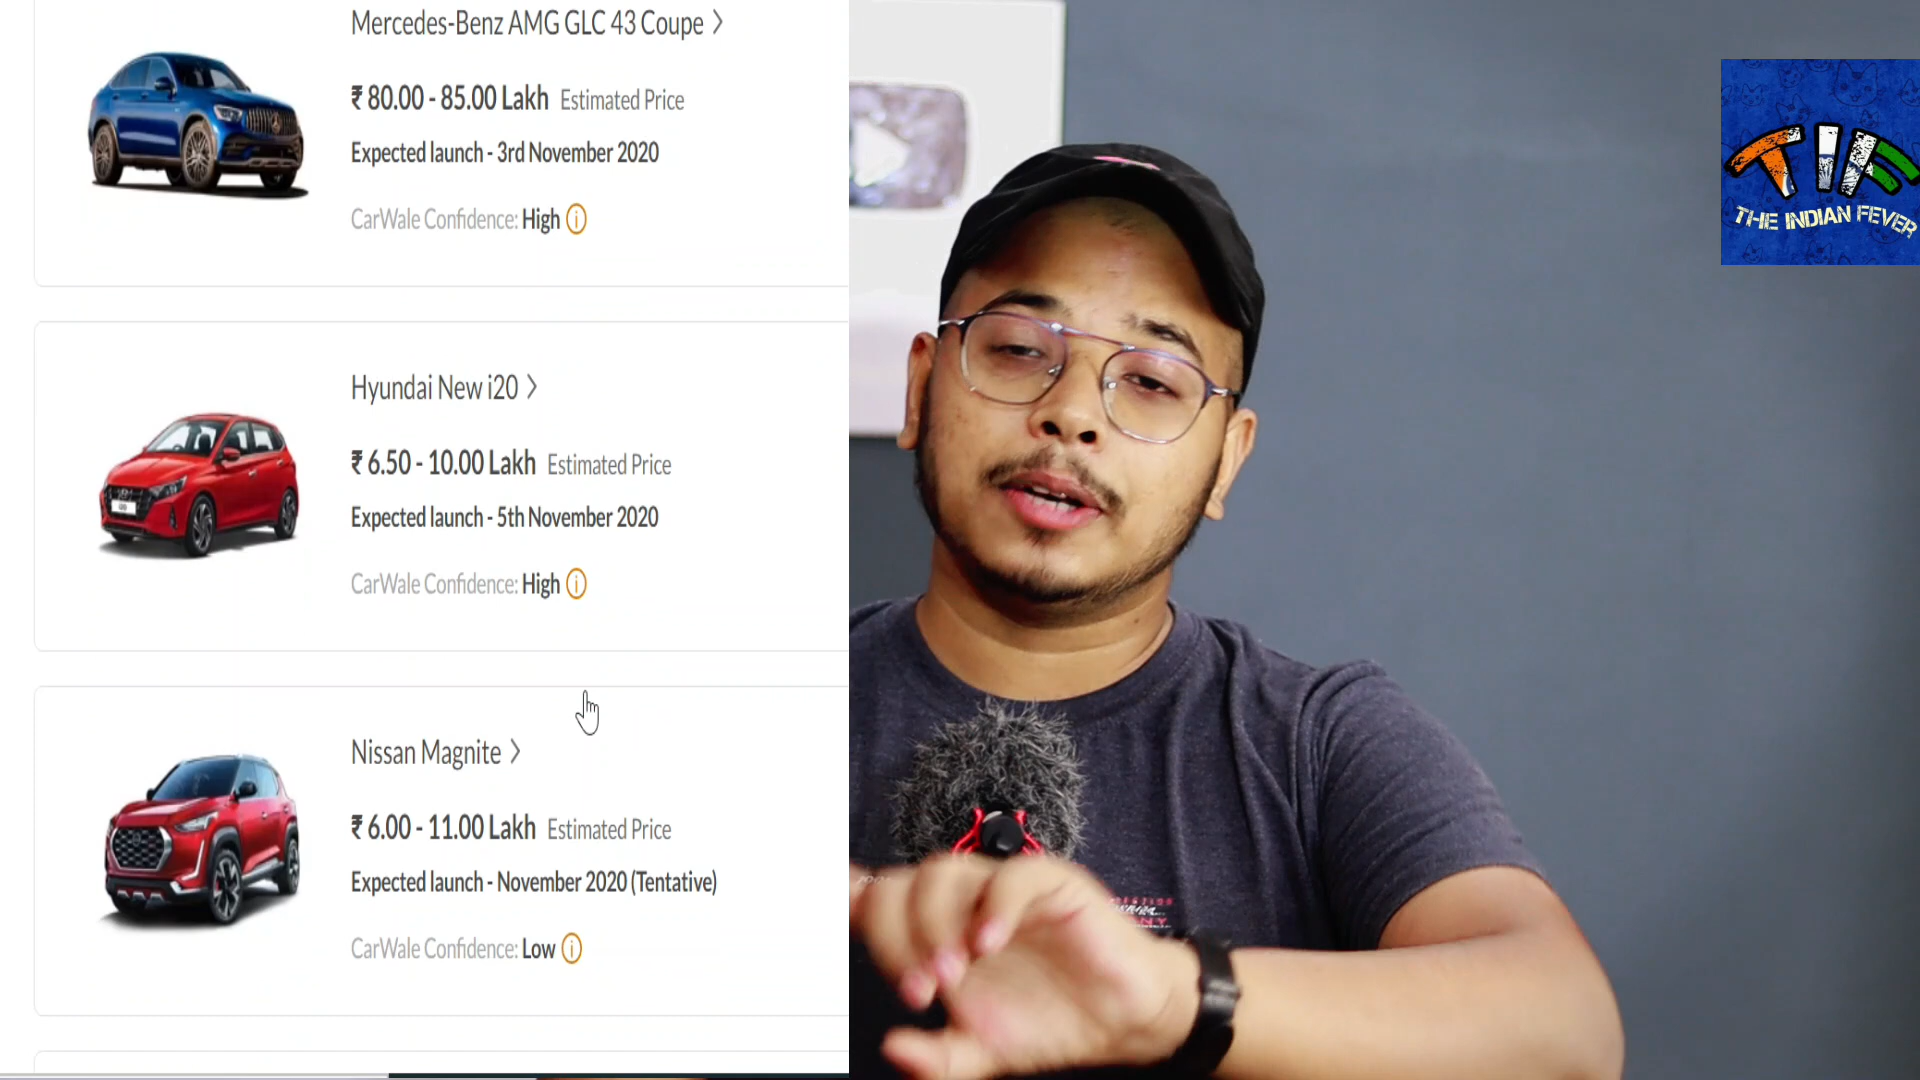 Mercedes-Benz AMG GLC 43 Coupe >
₹ 80.00 - 85.00 Lakh Estimated Price
Expected launch - 3rd November 2020
CarWale Confidence: High
Hyundai New i20 >
₹ 6.50 - 10.00 Lakh Estimated Price
Expected launch - 5th November 2020
CarWale Confidence: High
Nissan Magnite >
₹ 6.00 - 11.00 Lakh Estimated Price
Expected launch - November 2020 (Tentative)
CarWale Confidence: Low
TIF
THE INDIAN FEVER